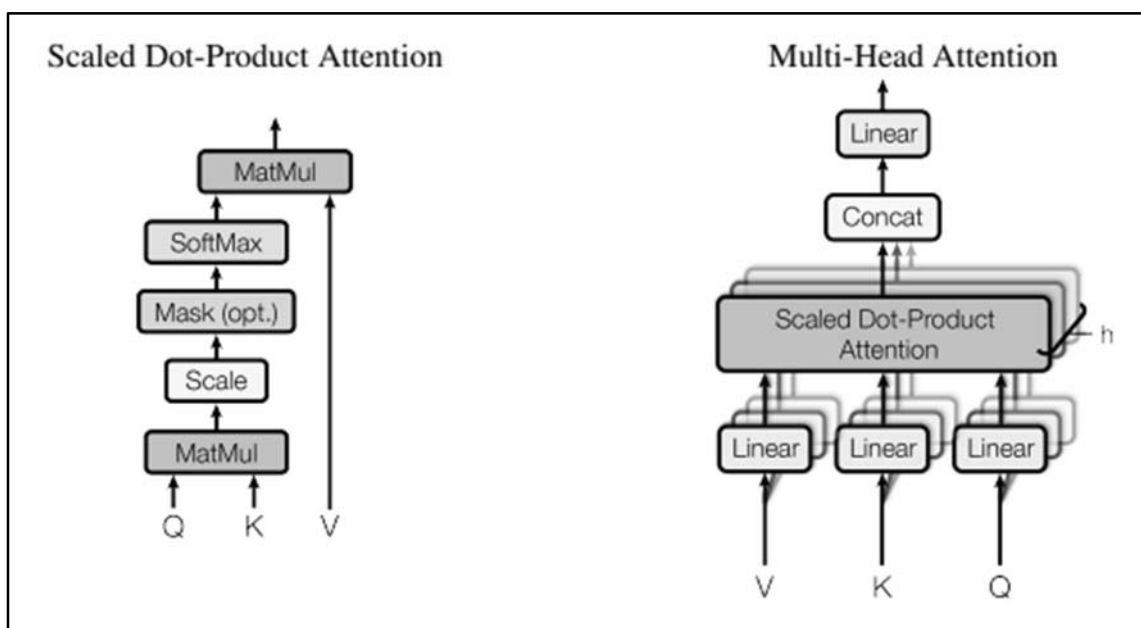 Scaled Dot-Product Attention
MatMul
SoftMax
Mask (opt.)
Scale
MatMul
Q K V
Multi-Head Attention
Linear
Concat
Scaled Dot-Product
Attention
h
Linear Linear Linear
V K Q